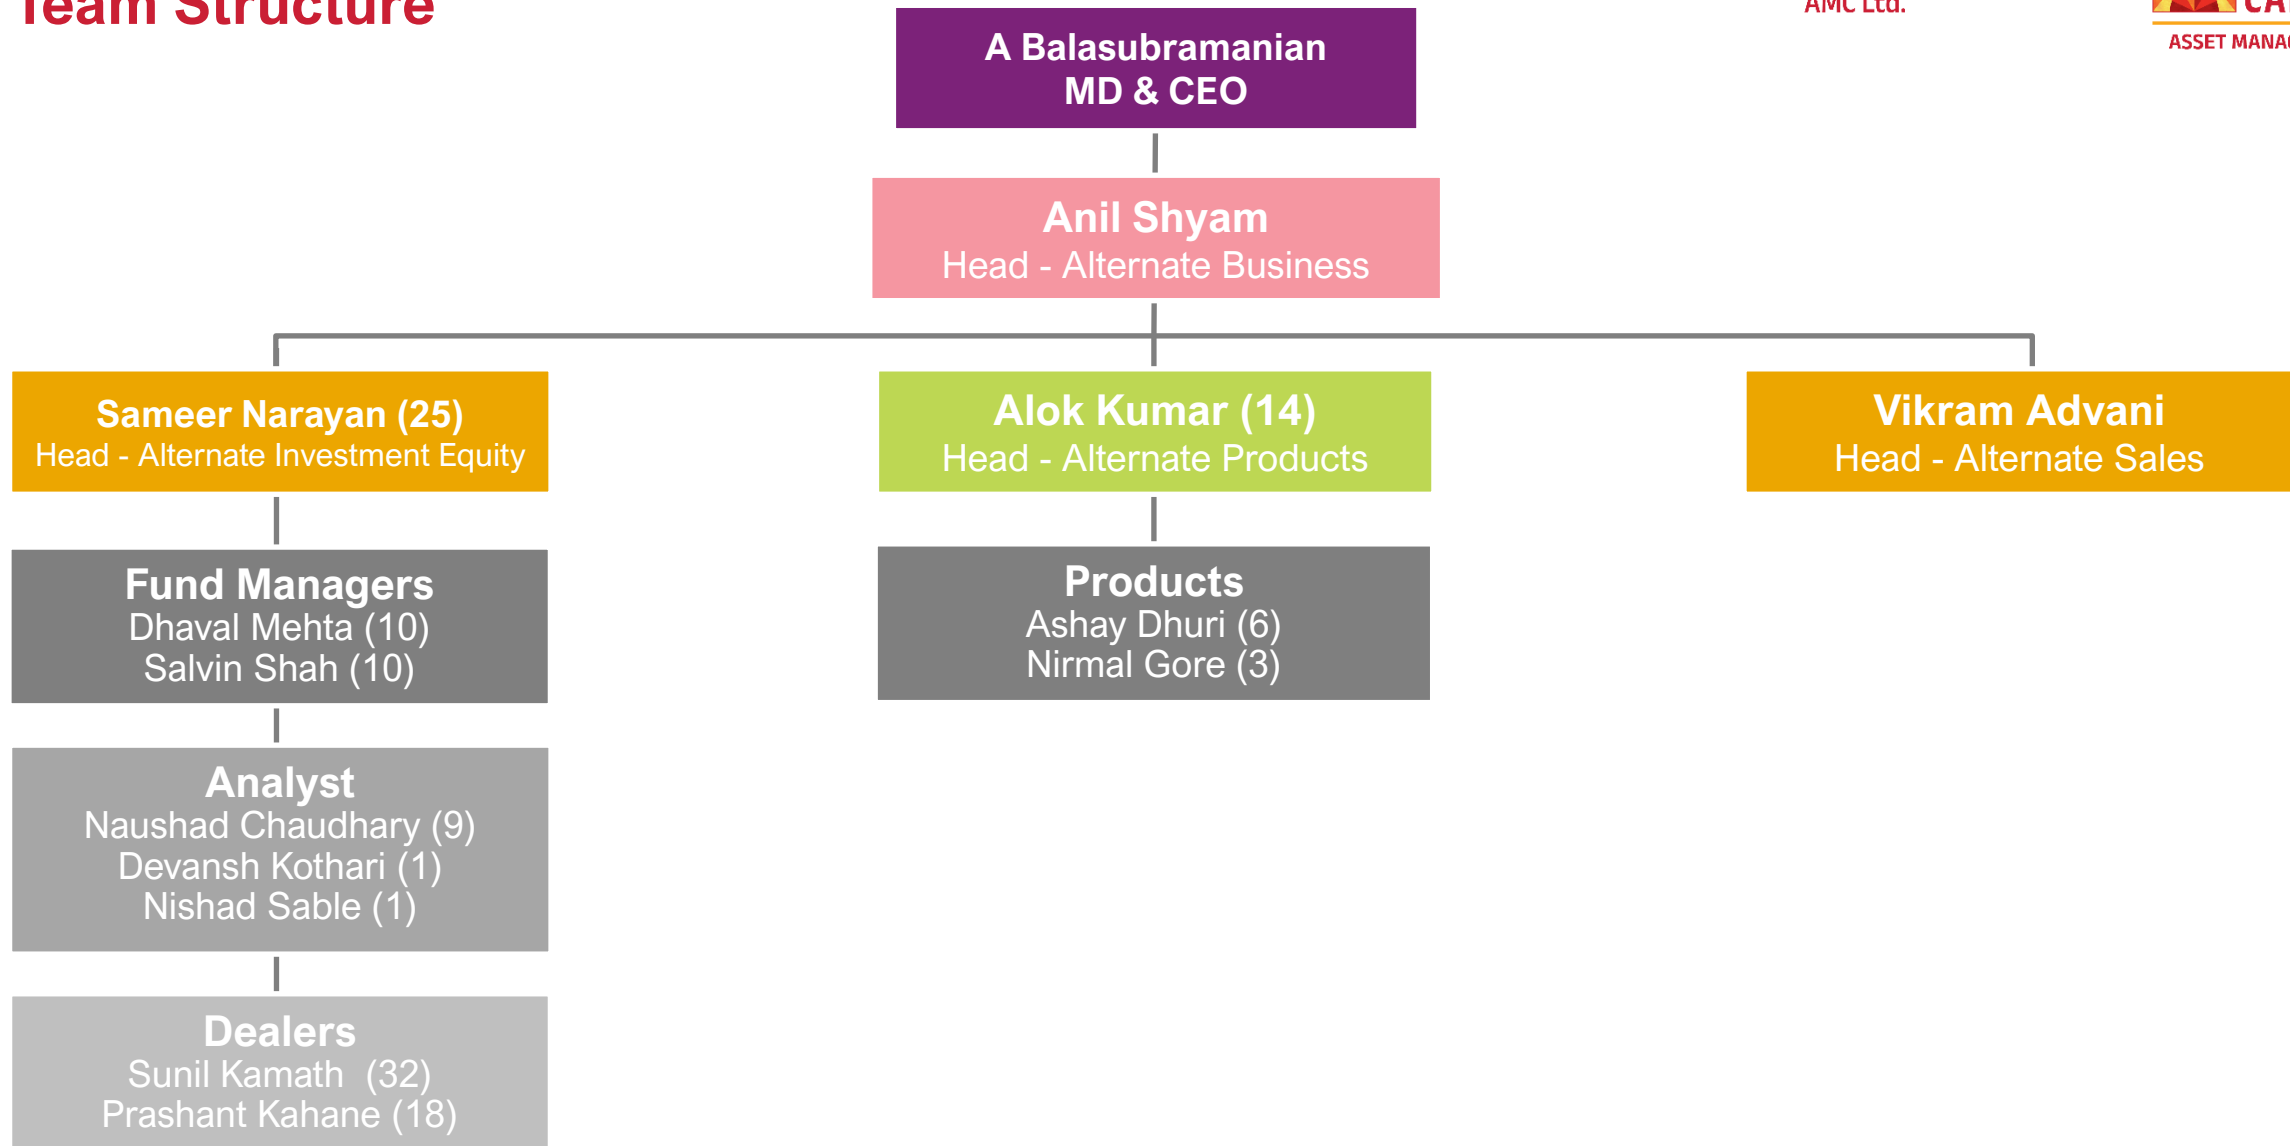 Team Structure
AMC Ltd.
A Balasubramanian
MD & CEO
Anil Shyam
Head - Alternate Business
Sameer Narayan (25)
Head - Alternate Investment Equity
Alok Kumar (14)
Head - Alternate Products
Vikram Advani
Head - Alternate Sales
Fund Managers
Dhaval Mehta (10)
Salvin Shah (10)
Products
Ashay Dhuri (6)
Nirmal Gore (3)
Analyst
Naushad Chaudhary (9)
Devansh Kothari (1)
Nishad Sable (1)
Dealers
Sunil Kamath (32)
Prashant Kahane (18)
ASSET